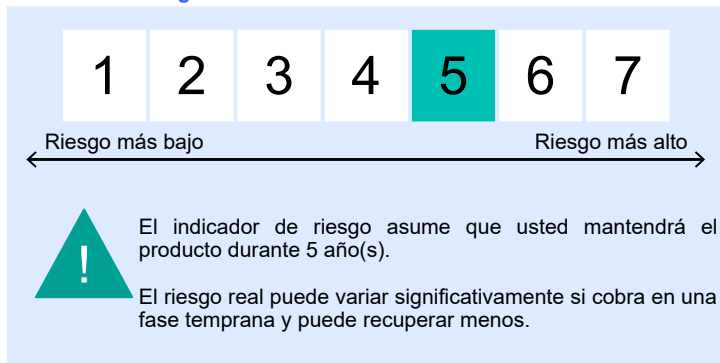 1 2 3 4 5 6 7
Riesgo más bajo Riesgo más alto
!
El indicador de riesgo asume que usted mantendrá el
producto durante 5 año(s).
El riesgo real puede variar significativamente si cobra en una
fase temprana y puede recuperar menos.